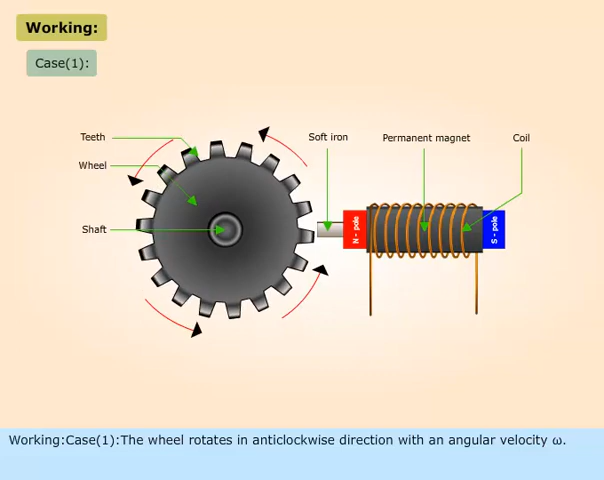 Working:
Case(1):
Teeth
Soft iron
Permanent magnet
Coil
Wheel
Shaft
N - pole
S - pole
Working:Case(1):The wheel rotates in anticlockwise direction with an angular velocity ω.